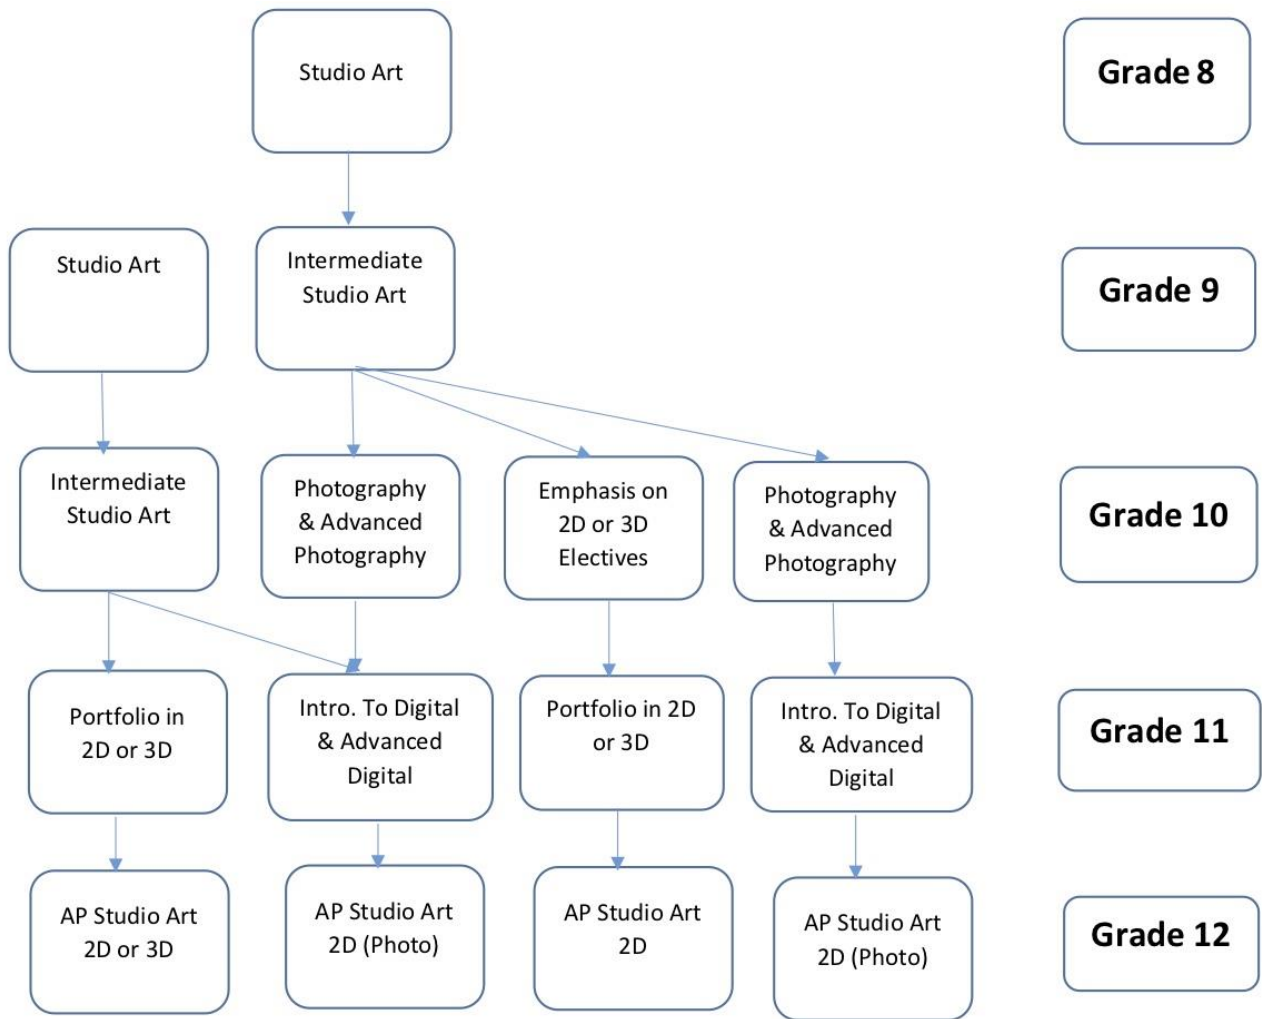 Studio Art
Grade 8
Studio Art
Intermediate
Studio Art
Grade 9
Intermediate
Studio Art
Photography
& Advanced
Photography
Emphasis on
2D or 3D
Electives
Photography
& Advanced
Photography
Grade 10
Portfolio in
2D or 3D
Intro. To Digital
& Advanced
Digital
Portfolio in 2D
or 3D
Intro. To Digital
& Advanced
Digital
Grade 11
AP Studio Art
2D or 3D
AP Studio Art
2D (Photo)
AP Studio Art
2D
AP Studio Art
2D (Photo)
Grade 12